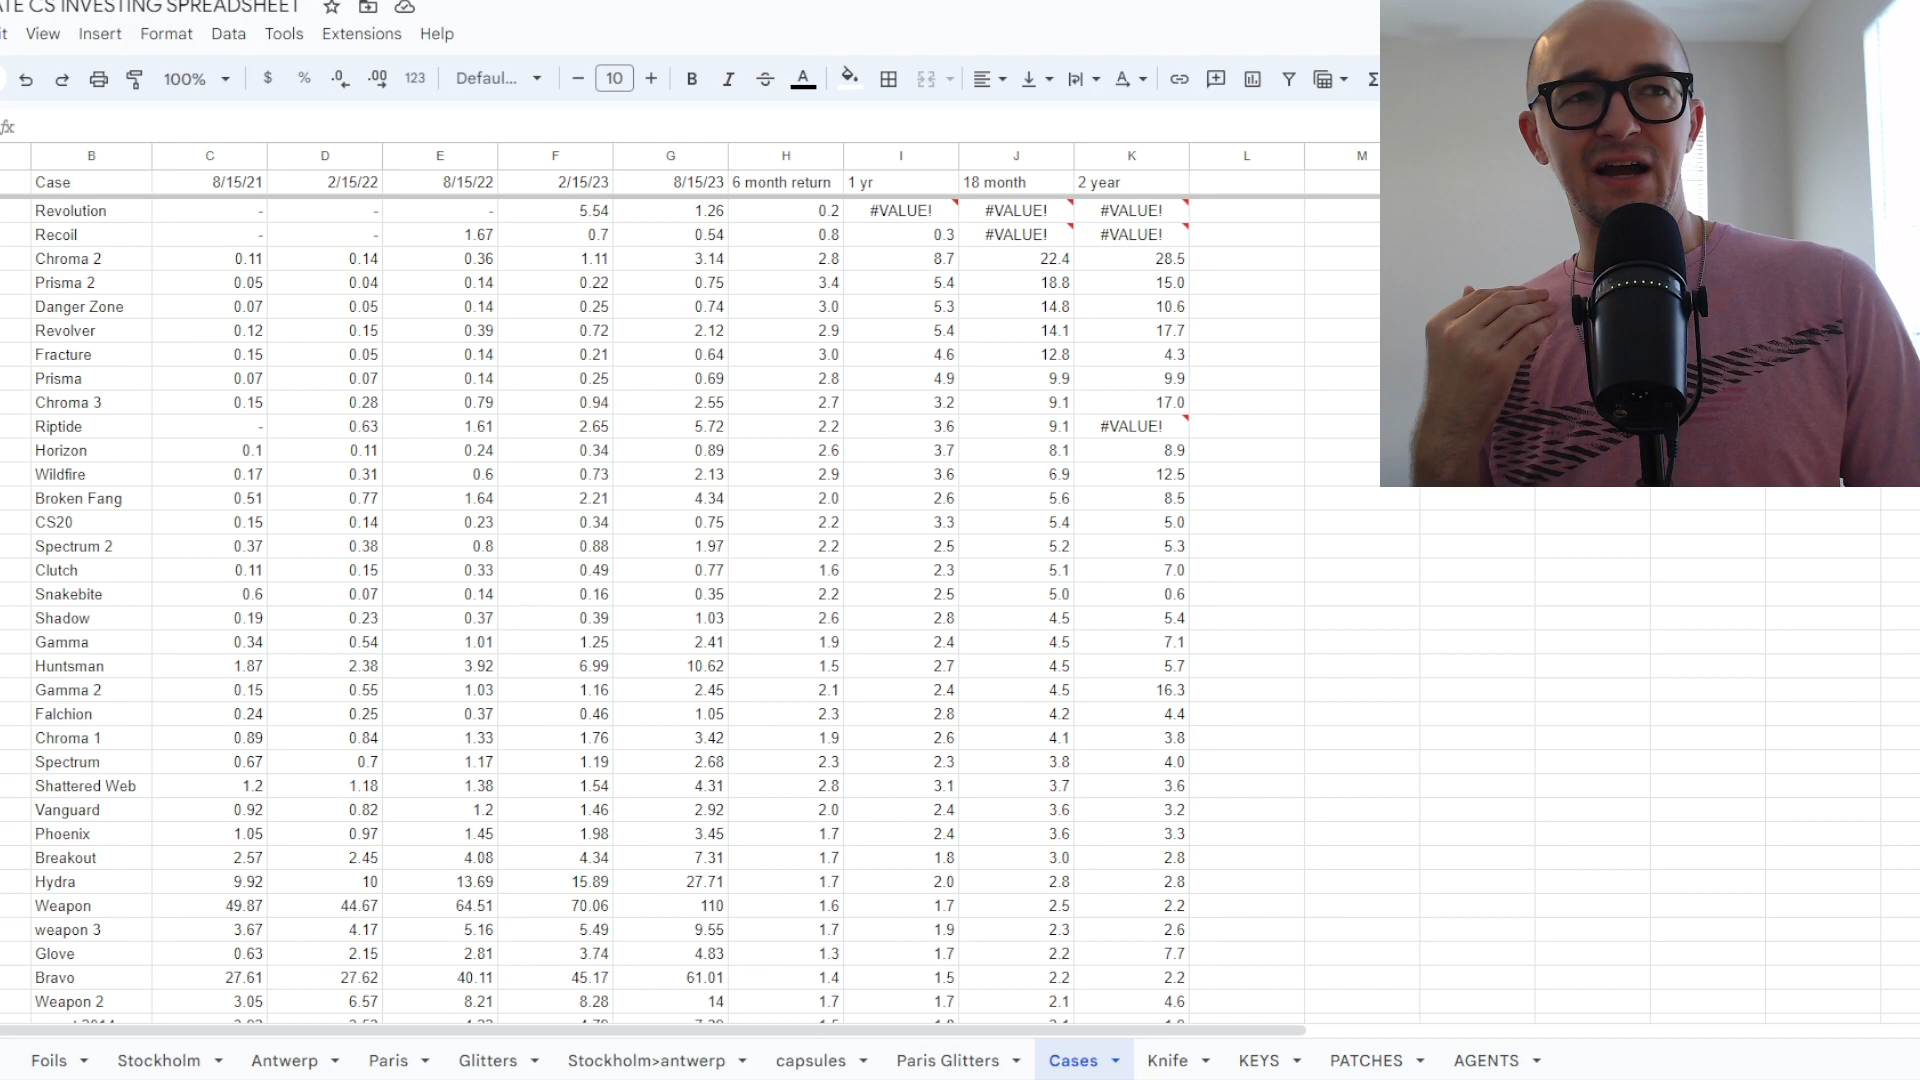 ATE CS INVESTING SPREADSHEET
it View Insert Format Data Tools Extensions Help
100% $ % .0 .00 123 Defaul... − 10 + B I S A Σ
fx
B C D E F G H I J K L M
Case 8/15/21 2/15/22 8/15/22 2/15/23 8/15/23 6 month return 1 yr 18 month 2 year
Revolution - - - 5.54 1.26 0.2 #VALUE! #VALUE! #VALUE!
Recoil - - 1.67 0.7 0.54 0.8 0.3 #VALUE! #VALUE!
Chroma 2 0.11 0.14 0.36 1.11 3.14 2.8 8.7 22.4 28.5
Prisma 2 0.05 0.04 0.14 0.22 0.75 3.4 5.4 18.8 15.0
Danger Zone 0.07 0.05 0.14 0.25 0.74 3.0 5.3 14.8 10.6
Revolver 0.12 0.15 0.39 0.72 2.12 2.9 5.4 14.1 17.7
Fracture 0.15 0.05 0.14 0.21 0.64 3.0 4.6 12.8 4.3
Prisma 0.07 0.07 0.14 0.25 0.69 2.8 4.9 9.9 9.9
Chroma 3 0.15 0.28 0.79 0.94 2.55 2.7 3.2 9.1 17.0
Riptide - 0.63 1.61 2.65 5.72 2.2 3.6 9.1 #VALUE!
Horizon 0.1 0.11 0.24 0.34 0.89 2.6 3.7 8.1 8.9
Wildfire 0.17 0.31 0.6 0.73 2.13 2.9 3.6 6.9 12.5
Broken Fang 0.51 0.77 1.64 2.21 4.34 2.0 2.6 5.6 8.5
CS20 0.15 0.14 0.23 0.34 0.75 2.2 3.3 5.4 5.0
Spectrum 2 0.37 0.38 0.8 0.88 1.97 2.2 2.5 5.2 5.3
Clutch 0.11 0.15 0.33 0.49 0.77 1.6 2.3 5.1 7.0
Snakebite 0.6 0.07 0.14 0.16 0.35 2.2 2.5 5.0 0.6
Shadow 0.19 0.23 0.37 0.39 1.03 2.6 2.8 4.5 5.4
Gamma 0.34 0.54 1.01 1.25 2.41 1.9 2.4 4.5 7.1
Huntsman 1.87 2.38 3.92 6.99 10.62 1.5 2.7 4.5 5.7
Gamma 2 0.15 0.55 1.03 1.16 2.45 2.1 2.4 4.5 16.3
Falchion 0.24 0.25 0.37 0.46 1.05 2.3 2.8 4.2 4.4
Chroma 1 0.89 0.84 1.33 1.76 3.42 1.9 2.6 4.1 3.8
Spectrum 0.67 0.7 1.17 1.19 2.68 2.3 2.3 3.8 4.0
Shattered Web 1.2 1.18 1.38 1.54 4.31 2.8 3.1 3.7 3.6
Vanguard 0.92 0.82 1.2 1.46 2.92 2.0 2.4 3.6 3.2
Phoenix 1.05 0.97 1.45 1.98 3.45 1.7 2.4 3.6 3.3
Breakout 2.57 2.45 4.08 4.34 7.31 1.7 1.8 3.0 2.8
Hydra 9.92 10 13.69 15.89 27.71 1.7 2.0 2.8 2.8
Weapon 49.87 44.67 64.51 70.06 110 1.6 1.7 2.5 2.2
weapon 3 3.67 4.17 5.16 5.49 9.55 1.7 1.9 2.3 2.6
Glove 0.63 2.15 2.81 3.74 4.83 1.3 1.7 2.2 7.7
Bravo 27.61 27.62 40.11 45.17 61.01 1.4 1.5 2.2 2.2
Weapon 2 3.05 6.57 8.21 8.28 14 1.7 1.7 2.1 4.6
Foils Stockholm Antwerp Paris Glitters Stockholm>antwerp capsules Paris Glitters Cases Knife KEYS PATCHES AGENTS